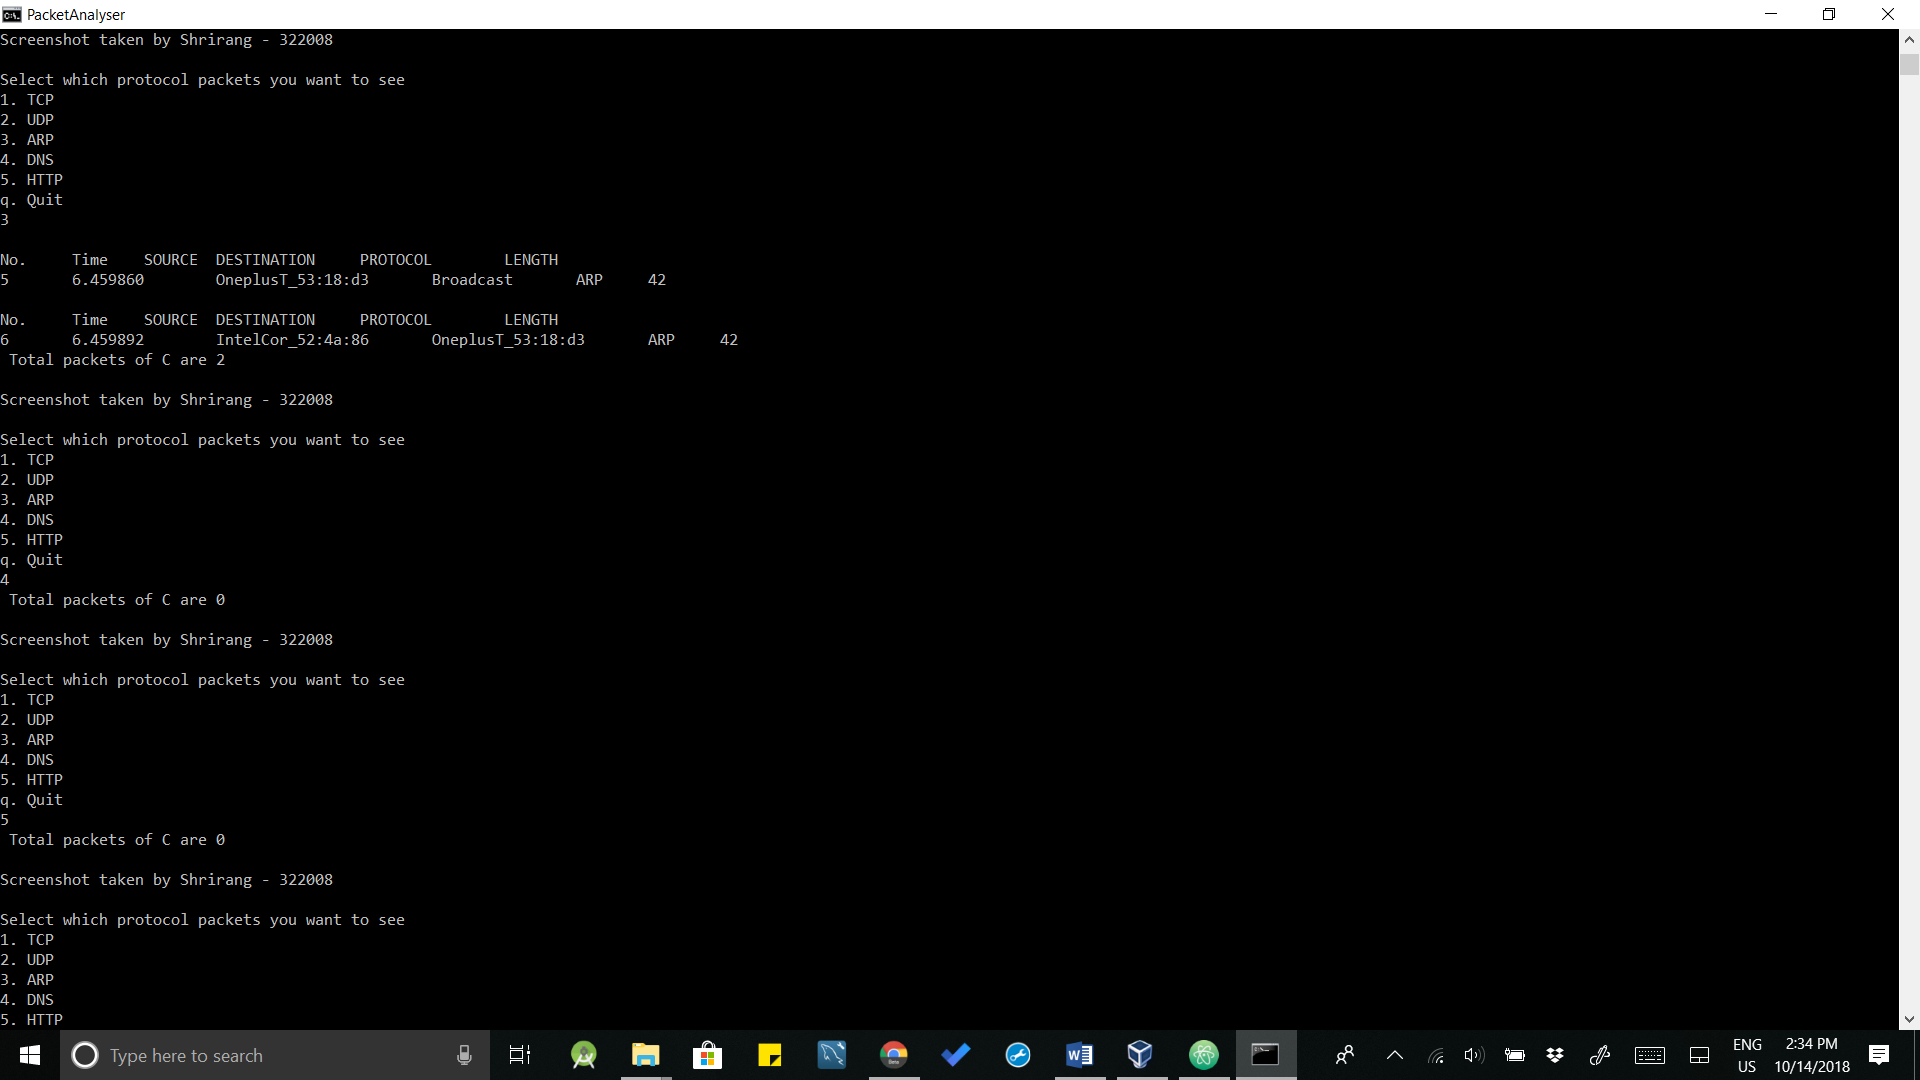 PacketAnalyser
Screenshot taken by Shrirang - 322008
Select which protocol packets you want to see
1. TCP
2. UDP
3. ARP
4. DNS
5. HTTP
q. Quit
3
No. Time SOURCE DESTINATION PROTOCOL LENGTH
5 6.459860 OneplusT_53:18:d3 Broadcast ARP 42
No. Time SOURCE DESTINATION PROTOCOL LENGTH
6 6.459892 IntelCor_52:4a:86 OneplusT_53:18:d3 ARP 42
Total packets of C are 2
Screenshot taken by Shrirang - 322008
Select which protocol packets you want to see
1. TCP
2. UDP
3. ARP
4. DNS
5. HTTP
q. Quit
4
Total packets of C are 0
Screenshot taken by Shrirang - 322008
Select which protocol packets you want to see
1. TCP
2. UDP
3. ARP
4. DNS
5. HTTP
q. Quit
5
Total packets of C are 0
Screenshot taken by Shrirang - 322008
Select which protocol packets you want to see
1. TCP
2. UDP
3. ARP
4. DNS
5. HTTP
Type here to search
ENG 2:34 PM
US 10/14/2018